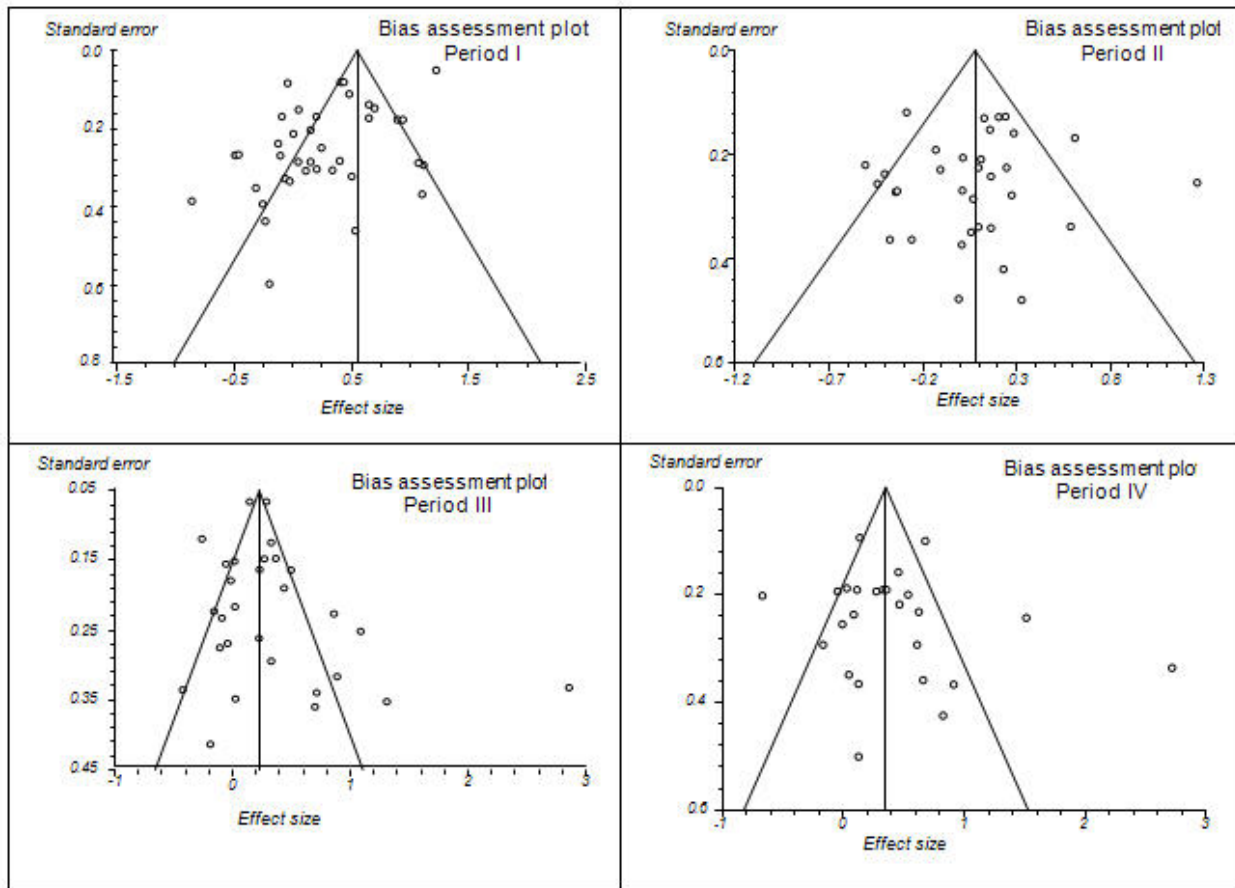 Standard error
Bias assessment plot
Period I
0.0
0.2
0.4
0.6
0.8
-1.5
-0.5
0.5
1.5
2.5
Effect size
Standard error
Bias assessment plot
Period II
0.0
0.2
0.4
0.6
-1.2
-0.7
-0.2
0.3
0.8
1.3
Effect size
Standard error
Bias assessment plot
Period III
0.05
0.15
0.25
0.35
0.45
-1
0
1
2
3
Effect size
Standard error
Bias assessment plot
Period IV
0.0
0.2
0.4
0.6
-1
0
1
2
3
Effect size